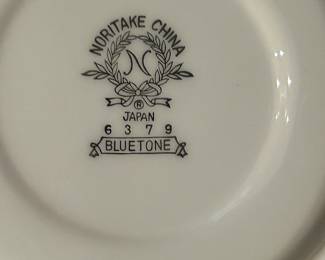 NORITAKE CHINA
N
®
JAPAN
6379
BLUETONE